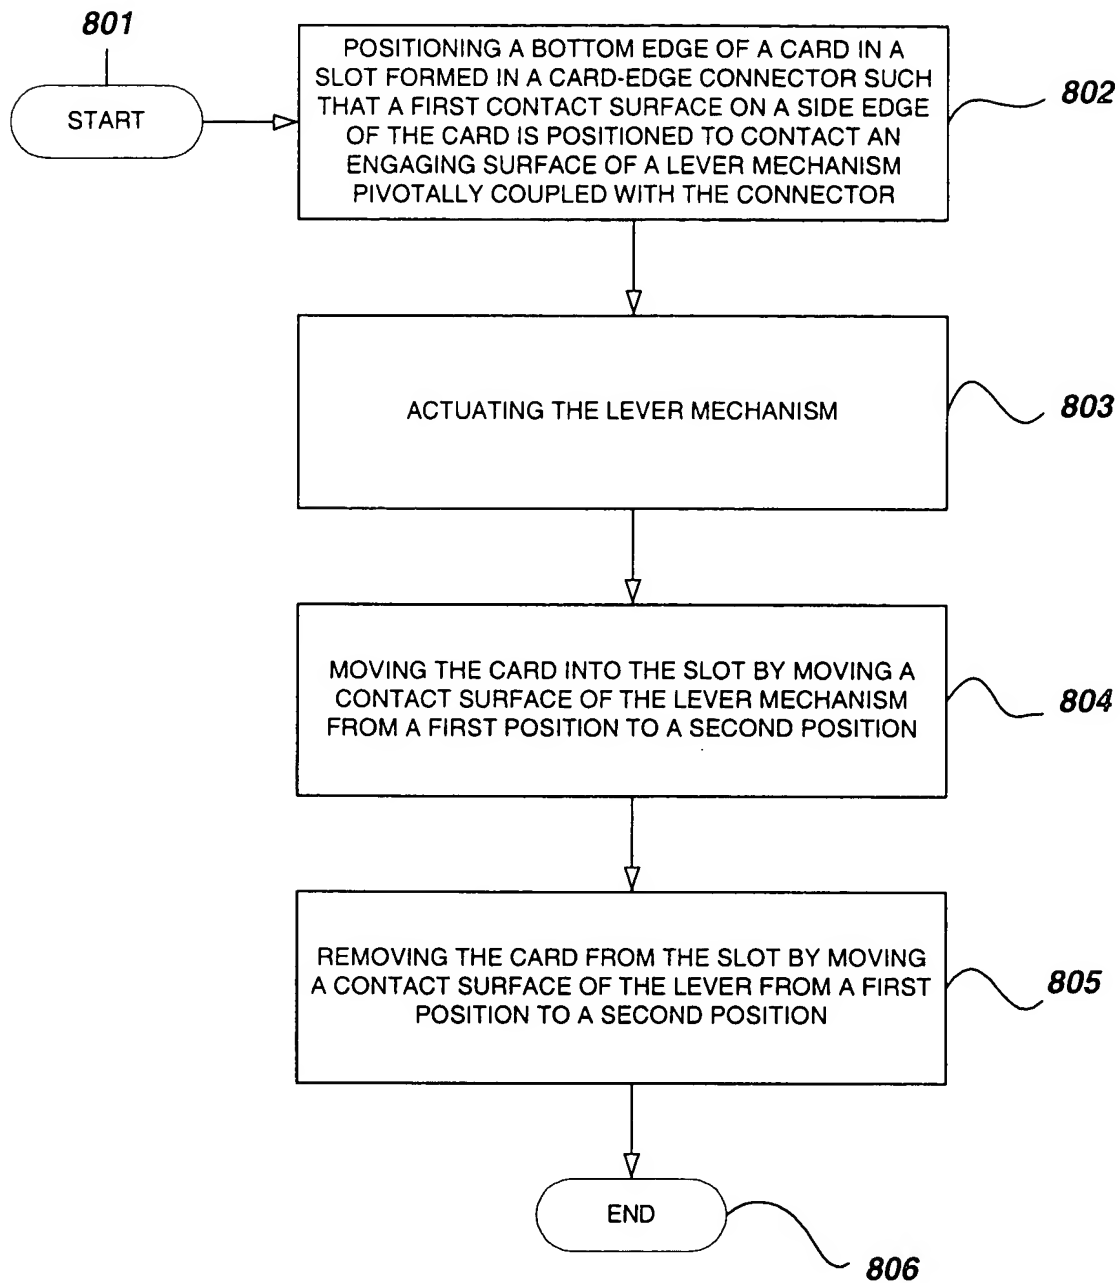 801
START
POSITIONING A BOTTOM EDGE OF A CARD IN A
SLOT FORMED IN A CARD-EDGE CONNECTOR SUCH
THAT A FIRST CONTACT SURFACE ON A SIDE EDGE
OF THE CARD IS POSITIONED TO CONTACT AN
ENGAGING SURFACE OF A LEVER MECHANISM
PIVOTALLY COUPLED WITH THE CONNECTOR
802
ACTUATING THE LEVER MECHANISM
803
MOVING THE CARD INTO THE SLOT BY MOVING A
CONTACT SURFACE OF THE LEVER MECHANISM
FROM A FIRST POSITION TO A SECOND POSITION
804
REMOVING THE CARD FROM THE SLOT BY MOVING
A CONTACT SURFACE OF THE LEVER FROM A FIRST
POSITION TO A SECOND POSITION
805
END
806